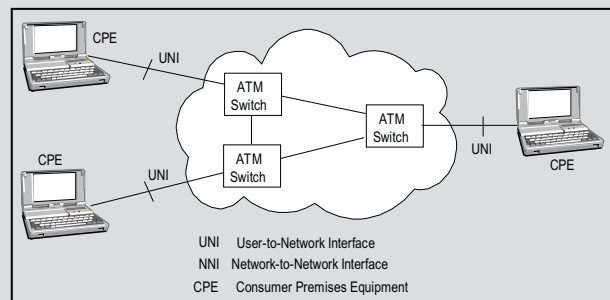 CPE
UNI
ATM
Switch
ATM
Switch
UNI
CPE
CPE
UNI
ATM
Switch
UNI User-to-Network Interface
NNI Network-to-Network Interface
CPE Consumer Premises Equipment